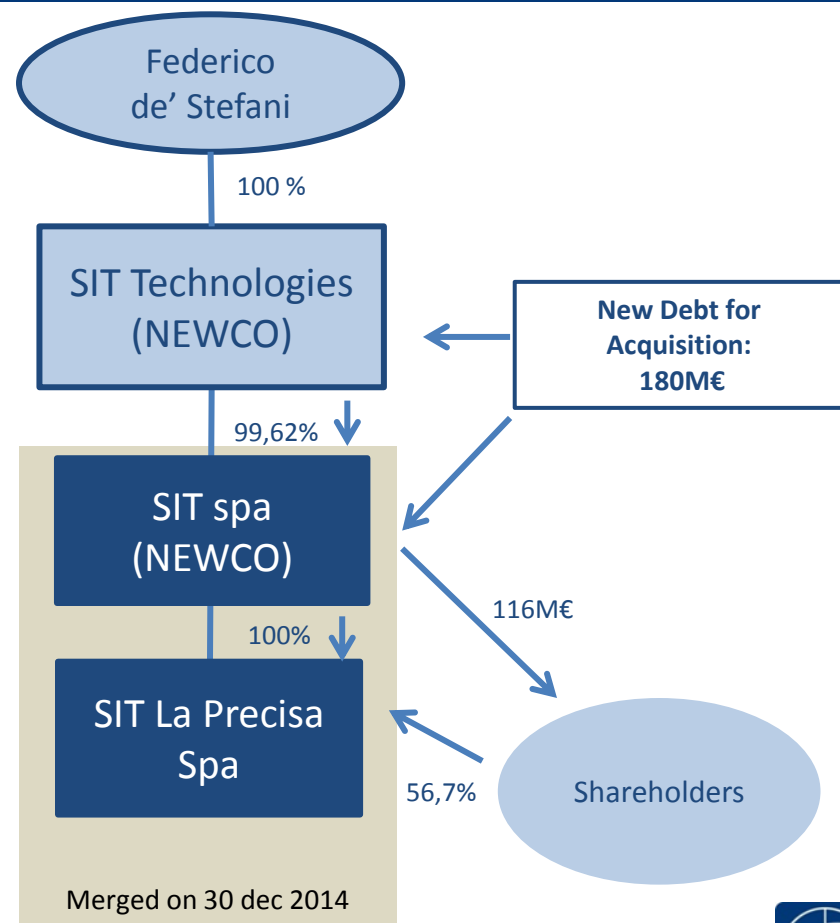 Federico
de’ Stefani
100 %
SIT Technologies
(NEWCO)
New Debt for
Acquisition:
180M€
99,62%
SIT spa
(NEWCO)
116M€
100%
SIT La Precisa
Spa
56,7%
Shareholders
Merged on 30 dec 2014